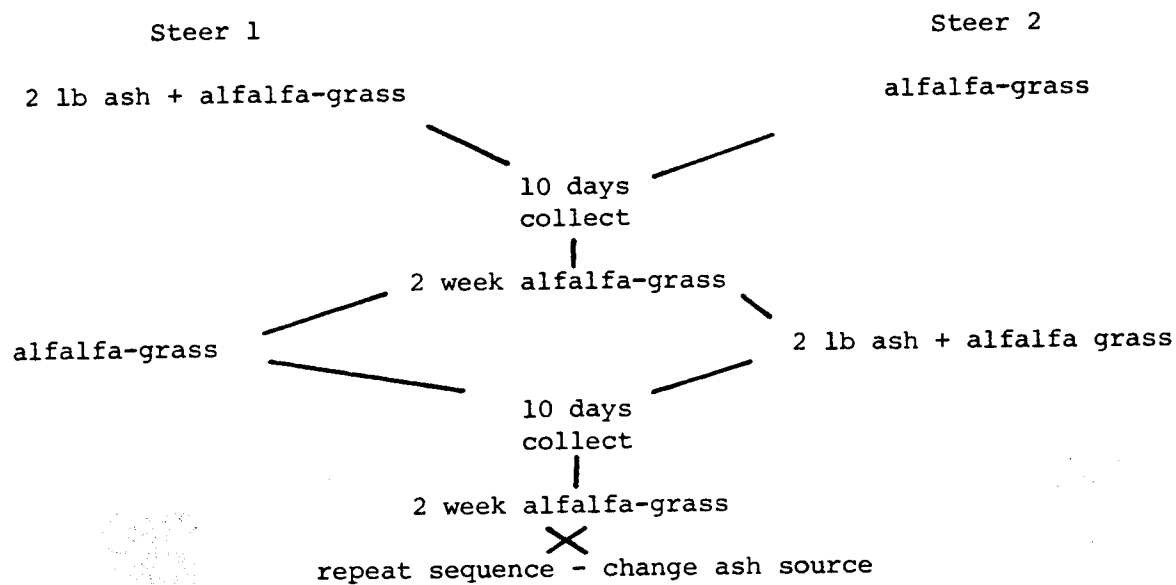 Steer 1
Steer 2
2 lb ash + alfalfa-grass
alfalfa-grass
10 days
collect
2 week alfalfa-grass
alfalfa-grass
2 lb ash + alfalfa grass
10 days
collect
2 week alfalfa-grass
repeat sequence - change ash source